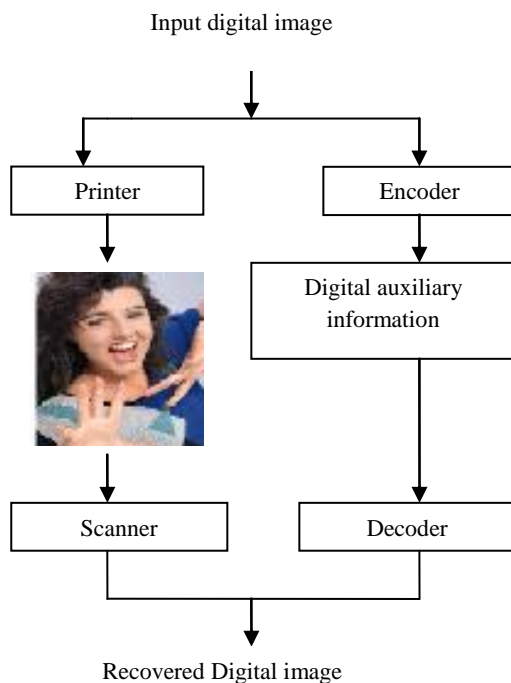 Input digital image
Printer
Encoder
Digital auxiliary
information
Scanner
Decoder
Recovered Digital image